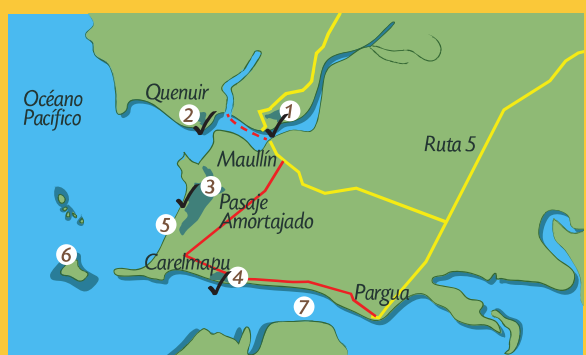 Quenuir
Océano
Pacífico
2
1
Ruta 5
Maullín
3
Pasaje
Amortajado
5
6
Carelmapu
4
Pargua
7